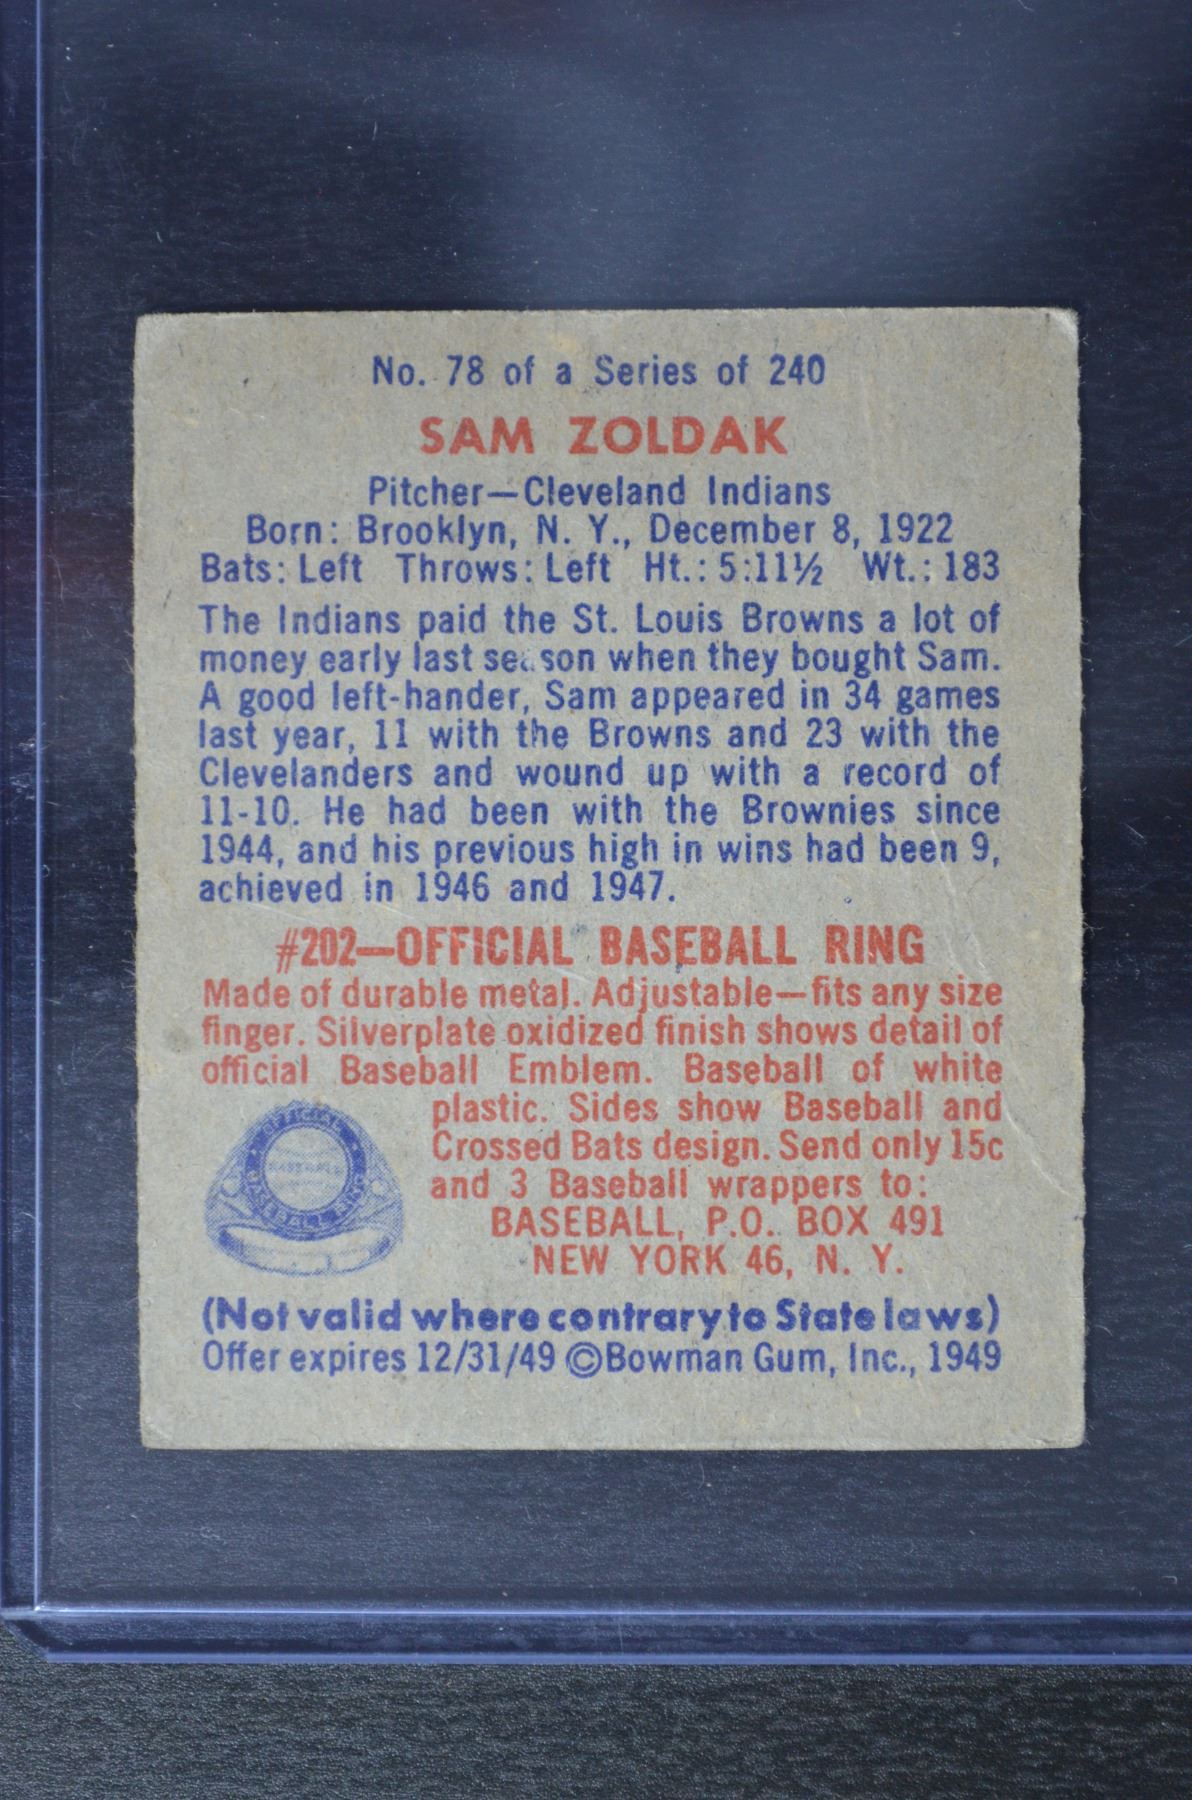 No. 78 of a Series of 240
SAM ZOLDAK
Pitcher—Cleveland Indians
Born: Brooklyn, N. Y., December 8, 1922
Bats: Left Throws: Left Ht.: 5:11½ Wt.: 183
The Indians paid the St. Louis Browns a lot of
money early last season when they bought Sam.
A good left-hander, Sam appeared in 34 games
last year, 11 with the Browns and 23 with the
Clevelanders and wound up with a record of
11-10. He had been with the Brownies since
1944, and his previous high in wins had been 9,
achieved in 1946 and 1947.
#202—OFFICIAL BASEBALL RING
Made of durable metal. Adjustable—fits any size
finger. Silverplate oxidized finish shows detail of
official Baseball Emblem. Baseball of white
plastic. Sides show Baseball and
Crossed Bats design. Send only 15c
and 3 Baseball wrappers to:
BASEBALL, P.O. BOX 491
NEW YORK 46, N. Y.
OFFICIAL
BASEBALL
BASEBALL RING
(Not valid where contrary to State laws)
Offer expires 12/31/49 ©Bowman Gum, Inc., 1949